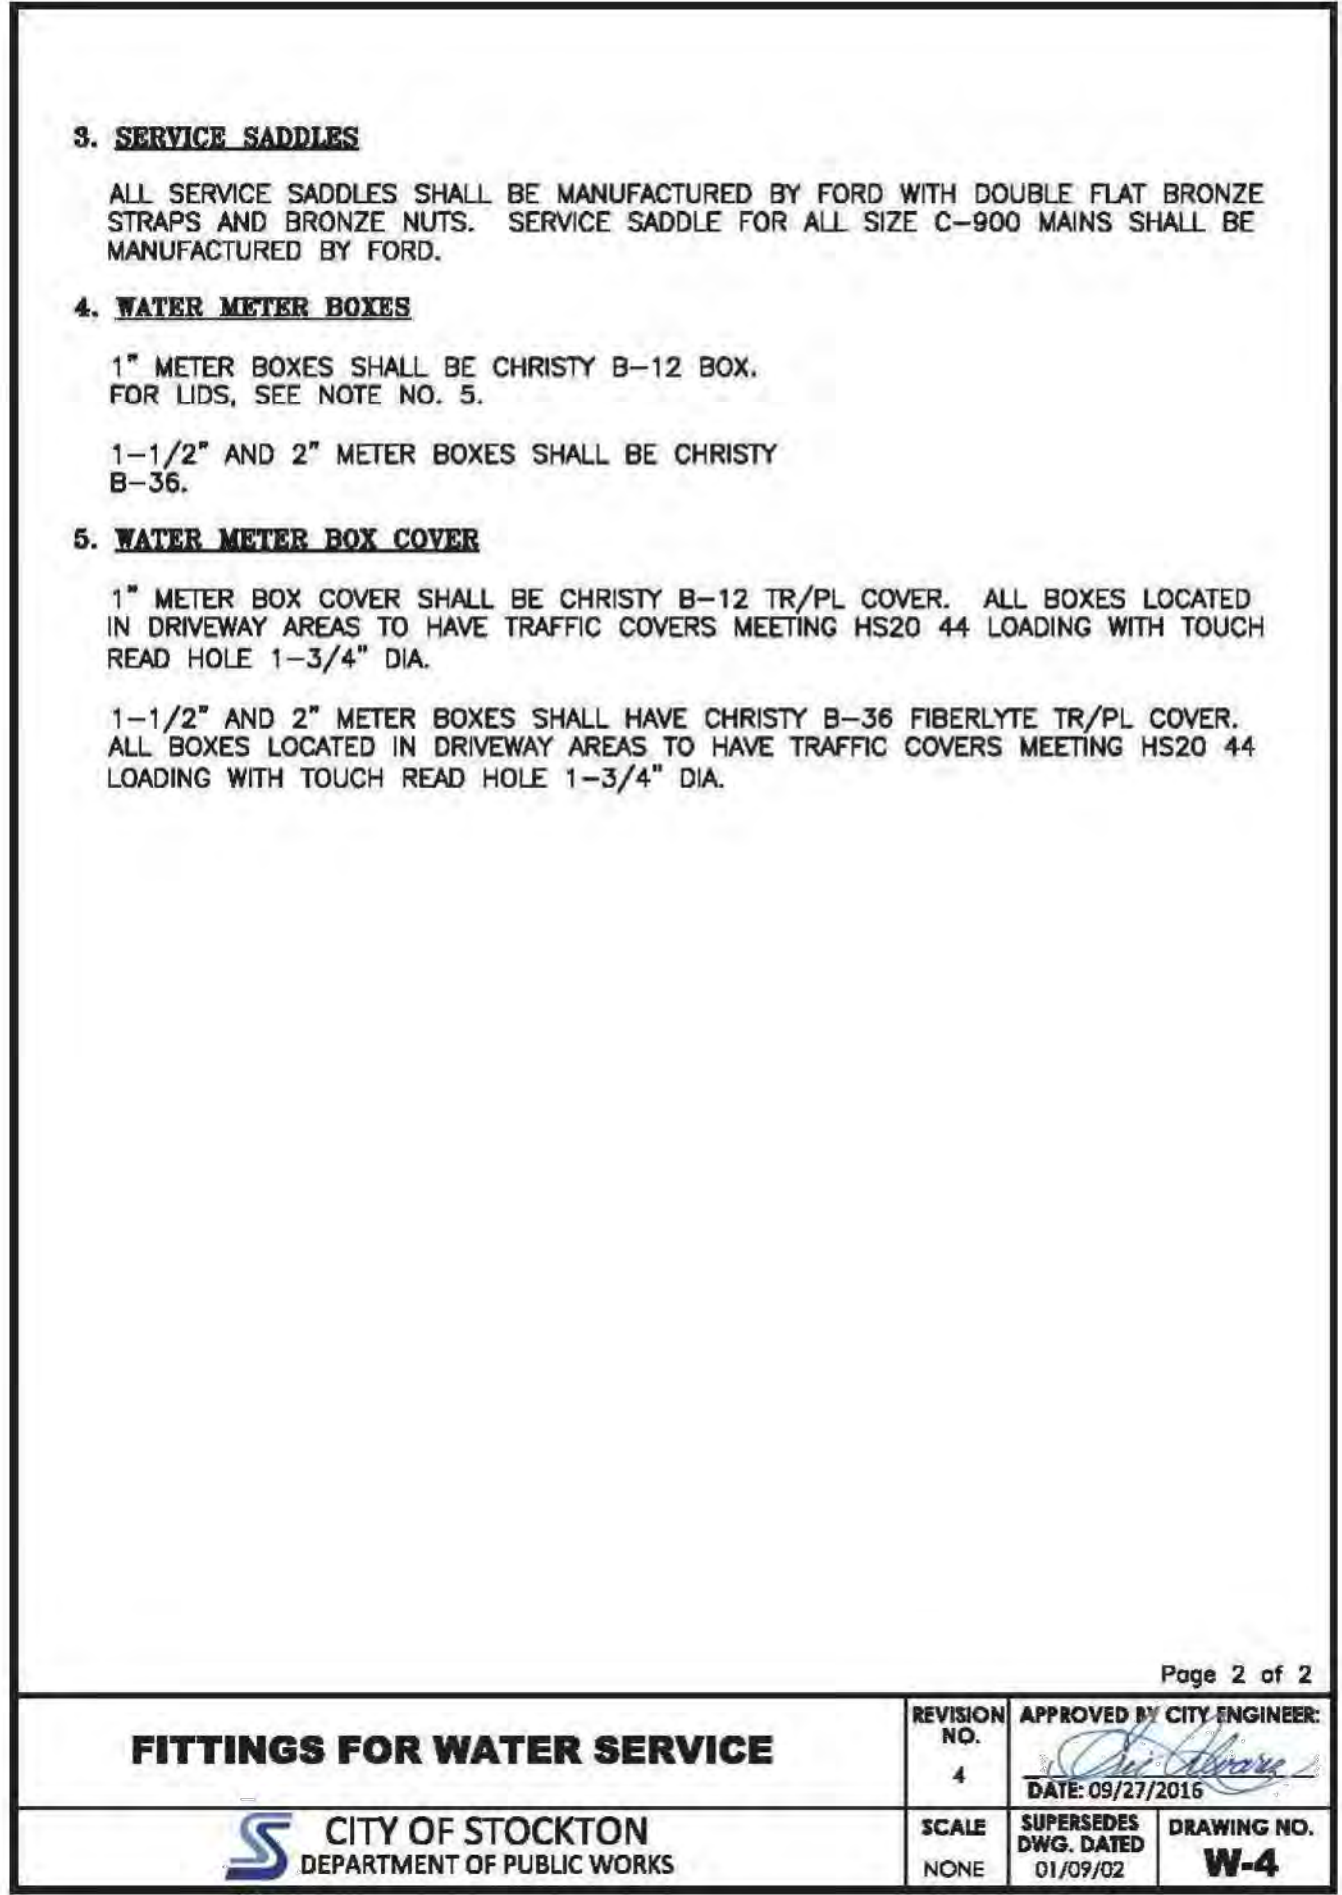 3. SERVICE SADDLES
ALL SERVICE SADDLES SHALL BE MANUFACTURED BY FORD WITH DOUBLE FLAT BRONZE
STRAPS AND BRONZE NUTS. SERVICE SADDLE FOR ALL SIZE C-900 MAINS SHALL BE
MANUFACTURED BY FORD.
4. WATER METER BOXES
1" METER BOXES SHALL BE CHRISTY B-12 BOX.
FOR LIDS, SEE NOTE NO. 5.
1-1/2" AND 2" METER BOXES SHALL BE CHRISTY
B-36.
5. WATER METER BOX COVER
1" METER BOX COVER SHALL BE CHRISTY B-12 TR/PL COVER. ALL BOXES LOCATED
IN DRIVEWAY AREAS TO HAVE TRAFFIC COVERS MEETING HS20 44 LOADING WITH TOUCH
READ HOLE 1-3/4" DIA.
1-1/2" AND 2" METER BOXES SHALL HAVE CHRISTY B-36 FIBERLYTE TR/PL COVER.
ALL BOXES LOCATED IN DRIVEWAY AREAS TO HAVE TRAFFIC COVERS MEETING HS20 44
LOADING WITH TOUCH READ HOLE 1-3/4" DIA.
Page 2 of 2
FITTINGS FOR WATER SERVICE
REVISION
NO.
4
APPROVED BY CITY ENGINEER:
DATE: 09/27/2016
CITY OF STOCKTON
DEPARTMENT OF PUBLIC WORKS
SCALE
NONE
SUPERSEDES
DWG. DATED
01/09/02
DRAWING NO.
W-4